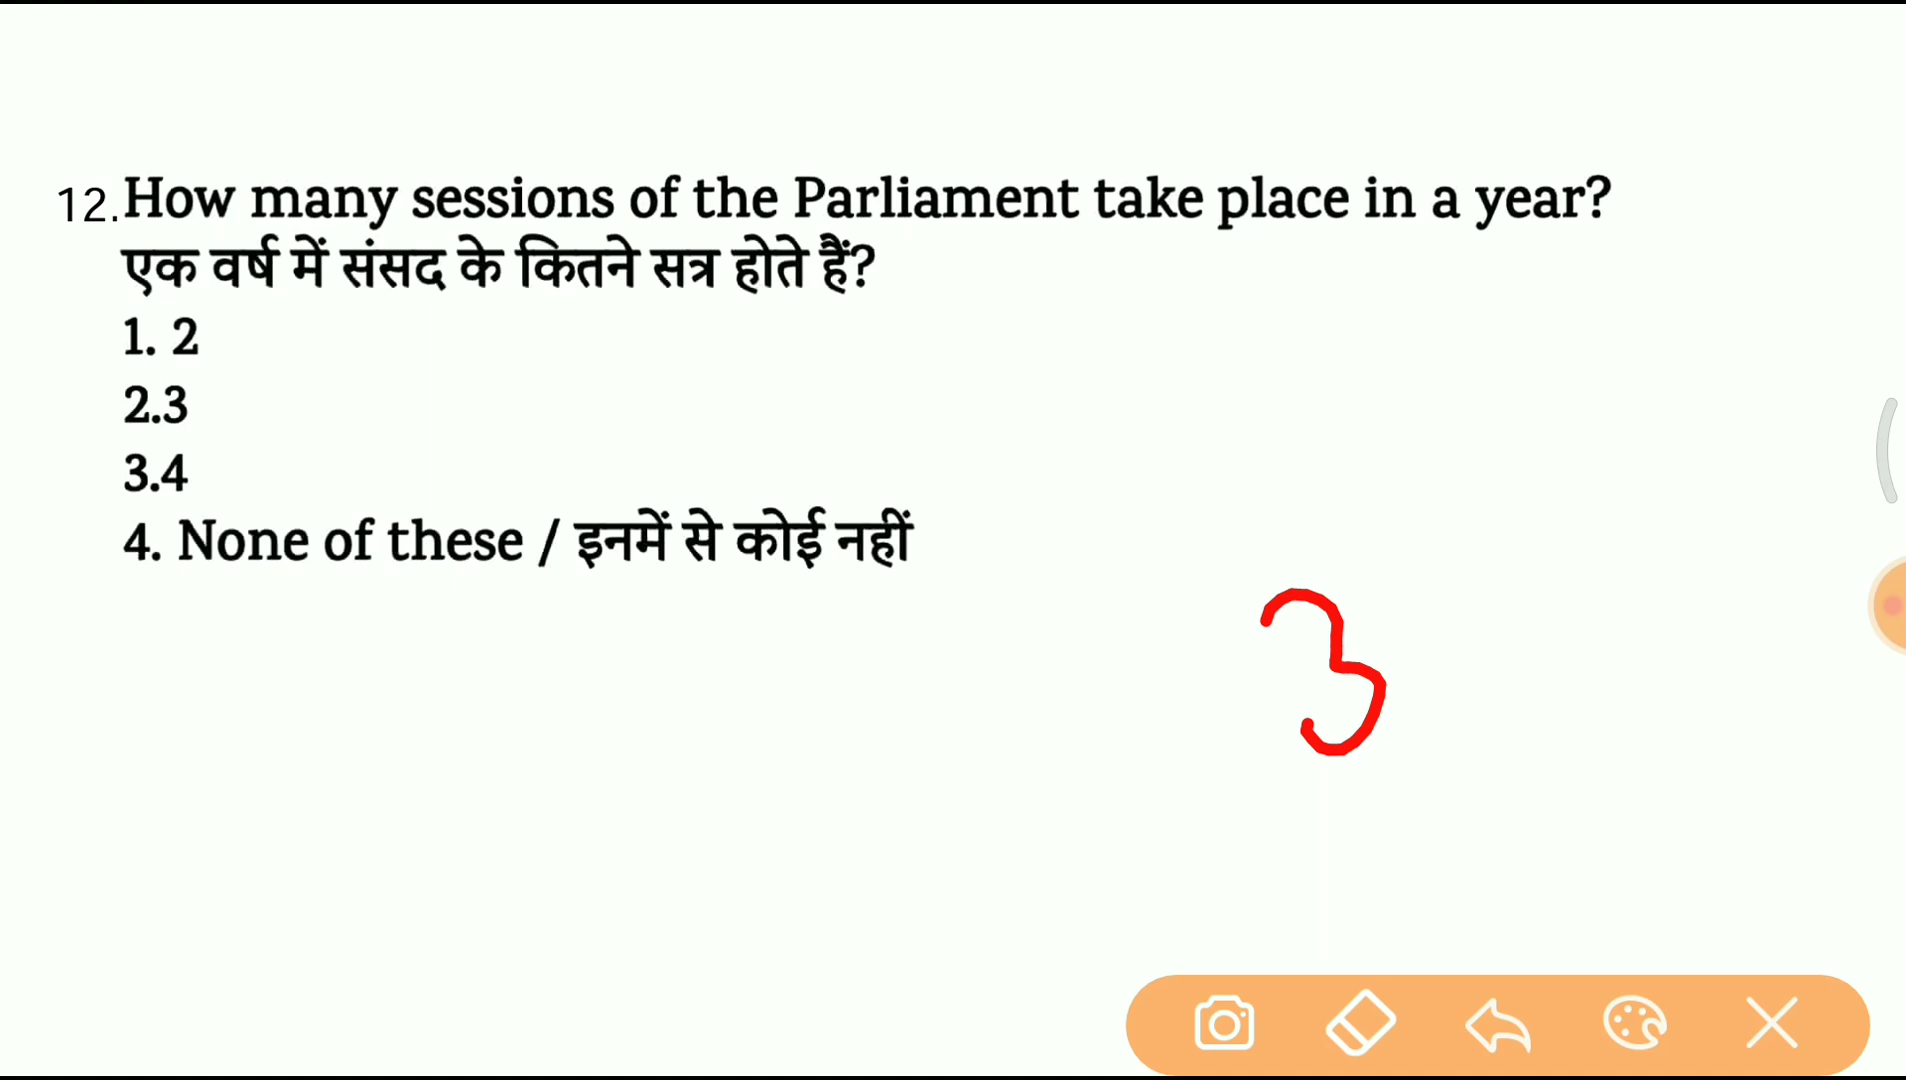 12. How many sessions of the Parliament take place in a year?
एक वर्ष में संसद के कितने सत्र होते हैं?
1. 2
2.3
3.4
4. None of these / इनमें से कोई नहीं
3